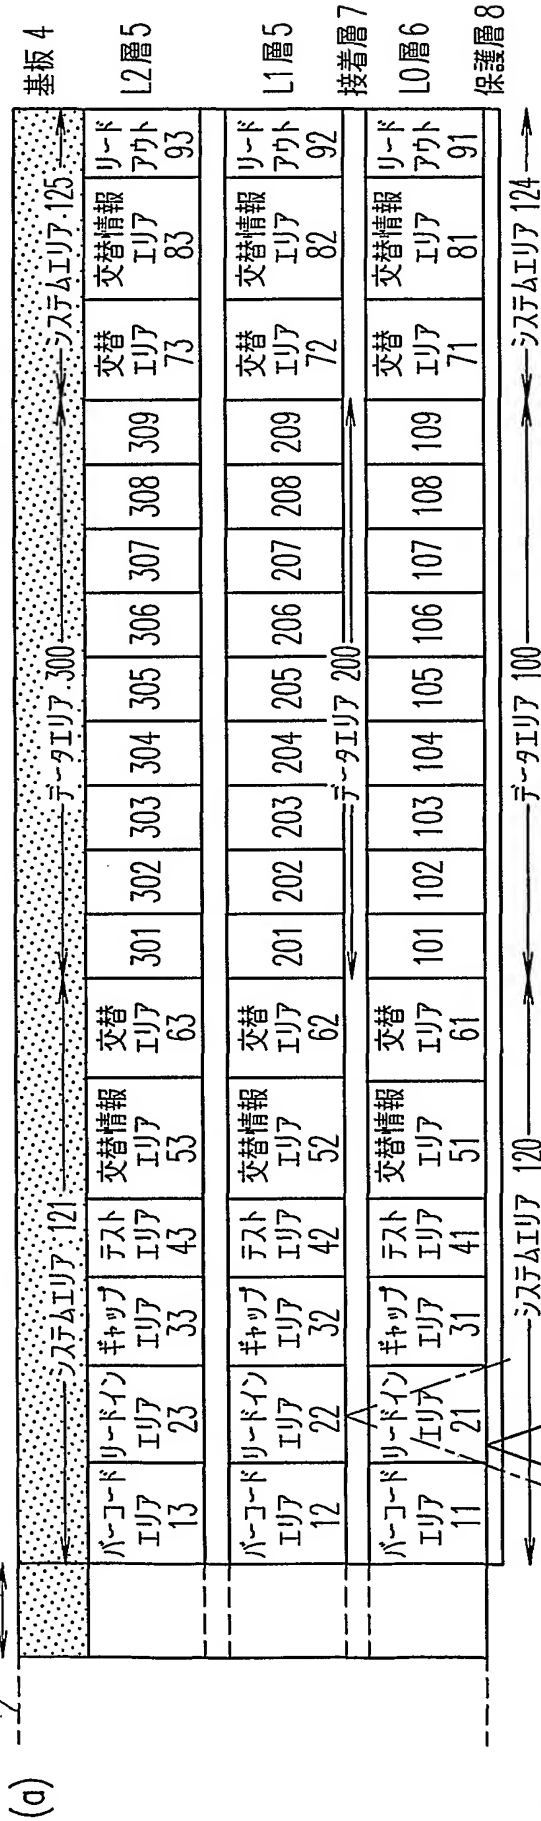 (a)
基板 4
システムエリア 121
データエリア 300
システムエリア 125
バーコード
エリア
13
リードイン
エリア
23
ギャップ
エリア
33
テスト
エリア
43
交替情報
エリア
53
交替
エリア
63
301
302
303
304
305
306
307
308
309
交替
エリア
73
交替情報
エリア
83
リード
アウト
93
L2層5
バーコード
エリア
12
リードイン
エリア
22
ギャップ
エリア
32
テスト
エリア
42
交替情報
エリア
52
交替
エリア
62
201
202
203
204
205
206
207
208
209
交替
エリア
72
交替情報
エリア
82
リード
アウト
92
L1層5
データエリア 200
接着層7
バーコード
エリア
11
リードイン
エリア
21
ギャップ
エリア
31
テスト
エリア
41
交替情報
エリア
51
交替
エリア
61
101
102
103
104
105
106
107
108
109
交替
エリア
71
交替情報
エリア
81
リード
アウト
91
L0層6
保護層8
システムエリア 120
データエリア 100
システムエリア 124